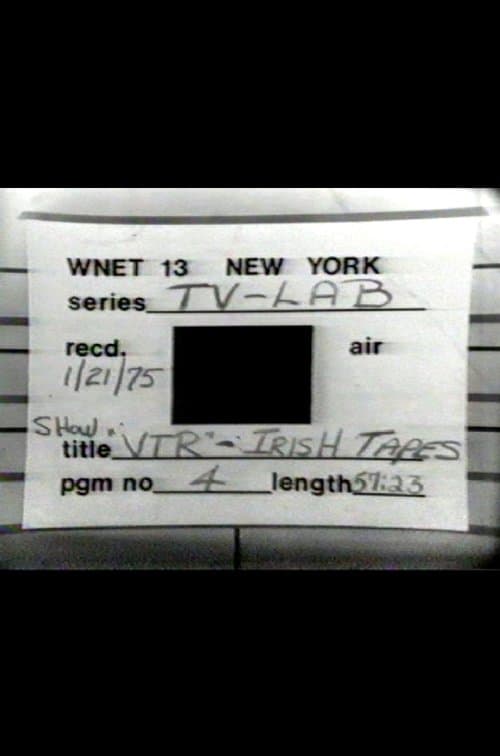 WNET 13 NEW YORK
series TV-LAB
recd. air
1/21/75
SHOW
title "VTR" - IRISH TAPES
pgm no 4 length 57:23